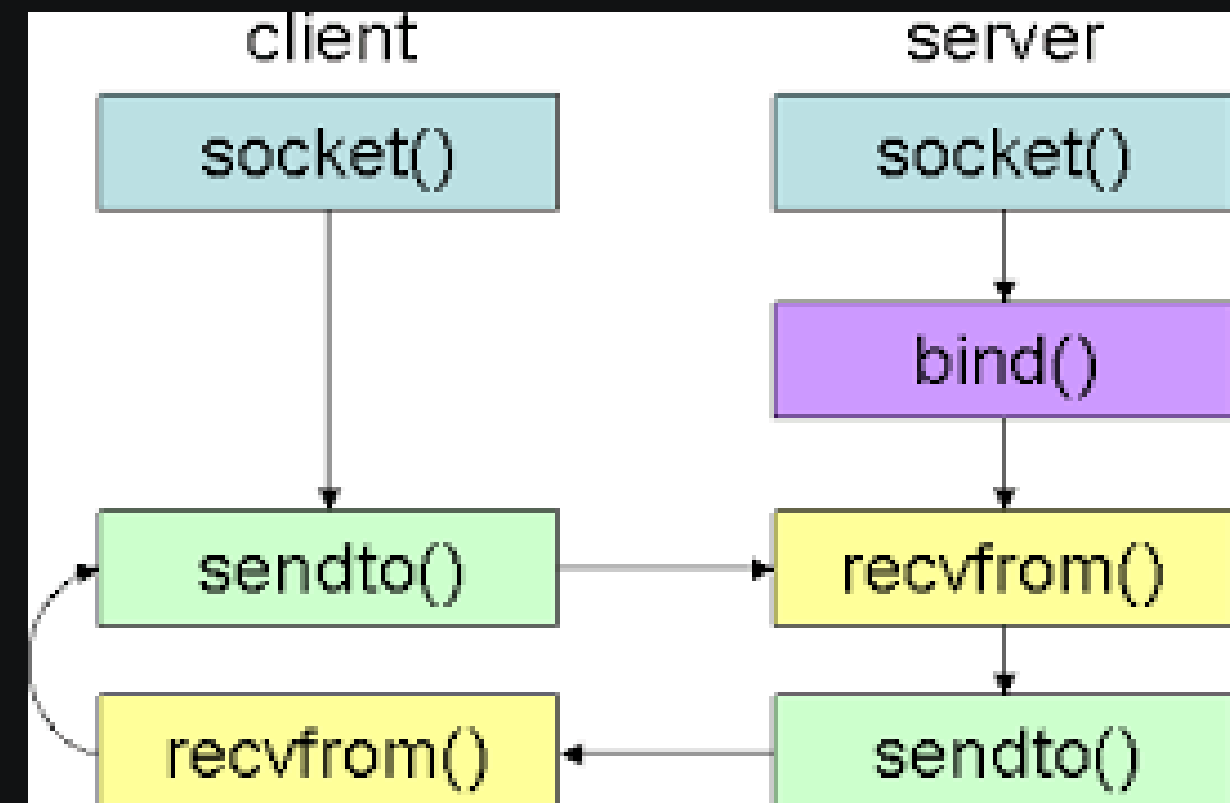 client server
socket() socket()
bind()
sendto() recvfrom()
recvfrom() sendto()